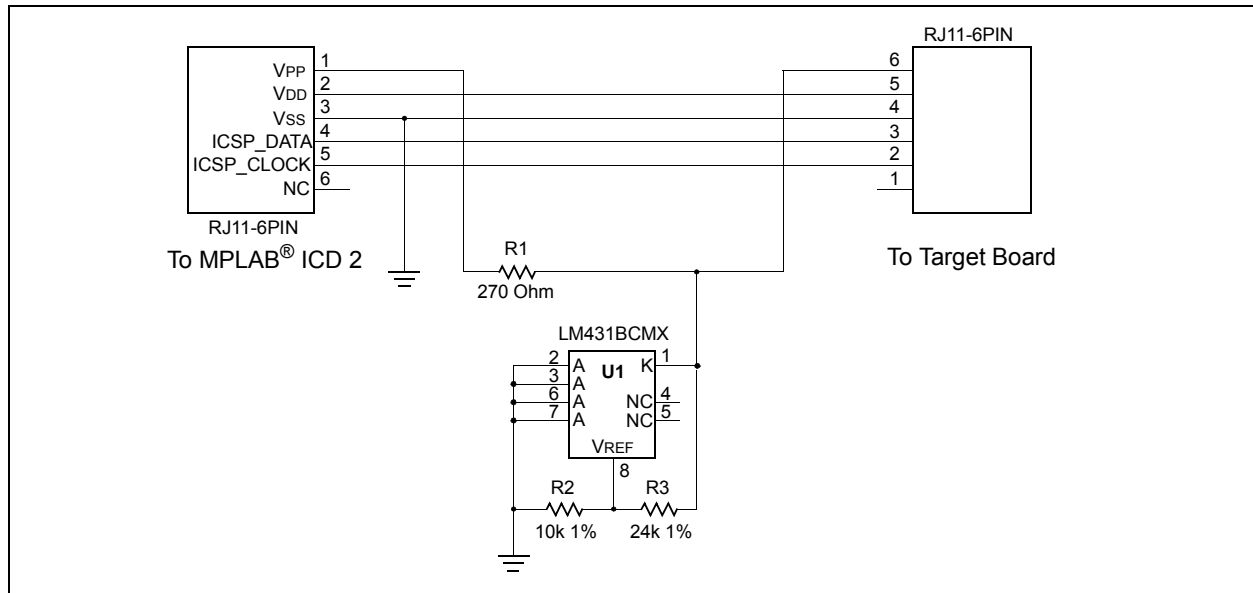 RJ11-6PIN
VPP 1
VDD 2
VSS 3
ICSP_DATA 4
ICSP_CLOCK 5
NC 6
RJ11-6PIN
To MPLAB® ICD 2
6
5
4
3
2
1
To Target Board
R1
270 Ohm
LM431BCMX
2 A U1 K 1
3 A
6 A NC 4
7 A NC 5
VREF
8
R2 R3
10k 1% 24k 1%